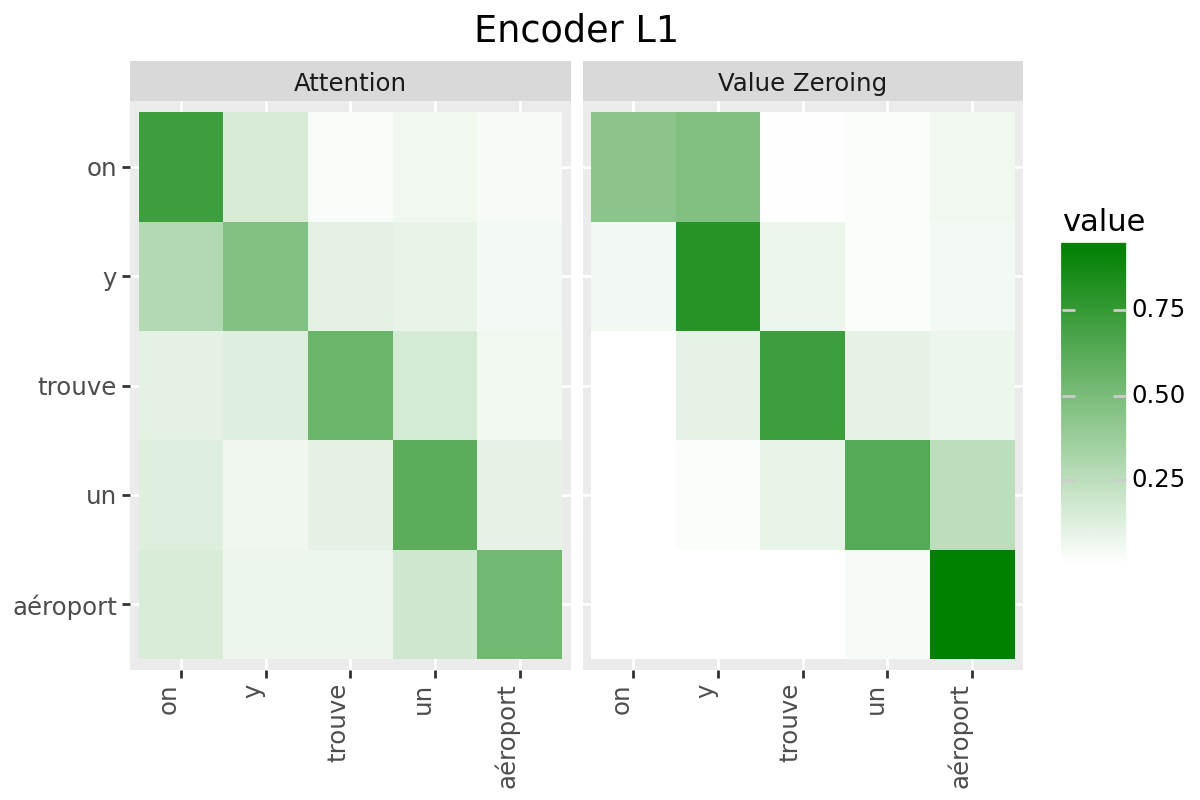 Encoder L1
Attention
Value Zeroing
on
y
trouve
un
aéroport
on
y
trouve
un
aéroport
on
y
trouve
un
aéroport
value
0.75
0.50
0.25